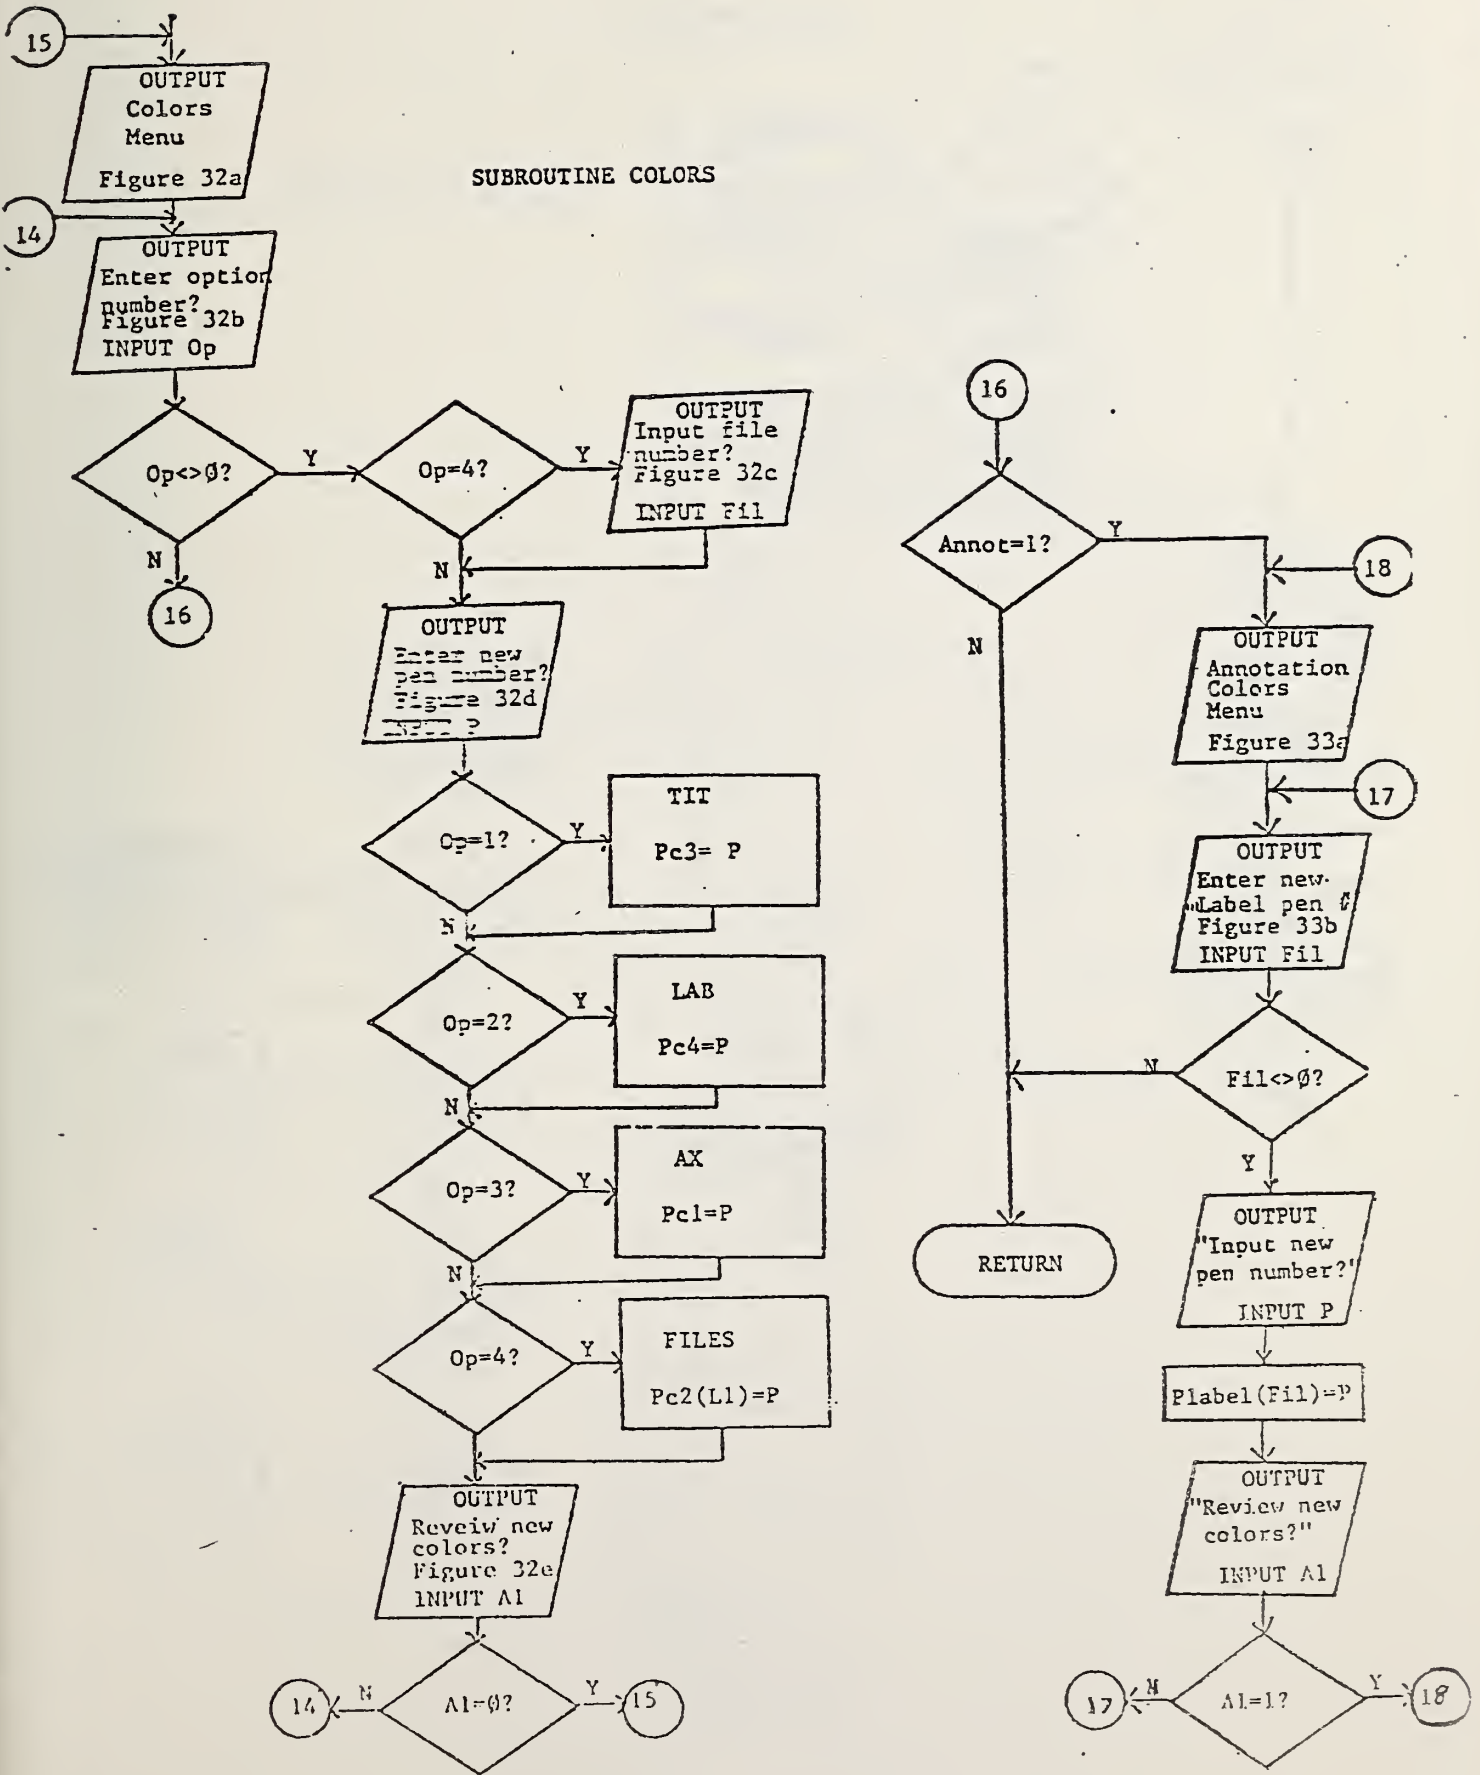 15
OUTPUT
Colors
Menu
Figure 32a
SUBROUTINE COLORS
14
OUTPUT
Enter option
number?
Figure 32b
INPUT Op
Op<>Ø?
Y
N
16
Op=4?
Y
N
OUTPUT
Input file
number?
Figure 32c
INPUT Fil
OUTPUT
Enter new
pen number?
Figure 32d
INPUT P
Op=1?
Y
N
TIT
Pc3= P
Op=2?
Y
N
LAB
Pc4=P
Op=3?
Y
N
AX
Pc1=P
Op=4?
Y
FILES
Pc2(L1)=P
OUTPUT
Reveiw new
colors?
Figure 32e
INPUT A1
14
N
A1=Ø?
Y
15
16
Annot=1?
Y
N
18
OUTPUT
Annotation
Colors
Menu
Figure 33a
17
OUTPUT
Enter new
"Label pen #
Figure 33b
INPUT Fil
Fil<>Ø?
N
Y
RETURN
OUTPUT
"Input new
pen number?"
INPUT P
Plabel(Fil)=P
OUTPUT
"Review new
colors?"
INPUT A1
17
N
A1=1?
Y
18